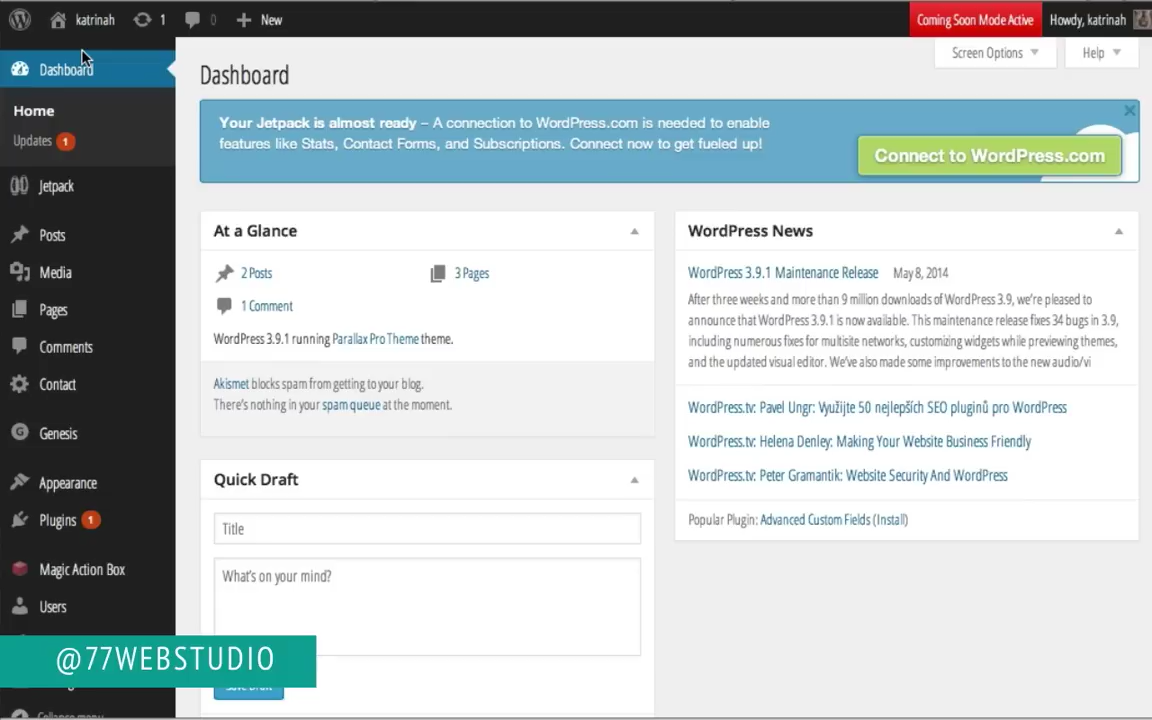 katrinah 1 0 New Coming Soon Mode Active Howdy, katrinah
Dashboard
Home
Updates 1
Jetpack
Posts
Media
Pages
Comments
Contact
Genesis
Appearance
Plugins 1
Magic Action Box
Users
Collapse menu
Screen Options Help
Dashboard
Your Jetpack is almost ready – A connection to WordPress.com is needed to enable
features like Stats, Contact Forms, and Subscriptions. Connect now to get fueled up!
Connect to WordPress.com
At a Glance
2 Posts 3 Pages
1 Comment
WordPress 3.9.1 running Parallax Pro Theme theme.
Akismet blocks spam from getting to your blog.
There's nothing in your spam queue at the moment.
Quick Draft
Title
What's on your mind?
Save Draft
WordPress News
WordPress 3.9.1 Maintenance Release May 8, 2014
After three weeks and more than 9 million downloads of WordPress 3.9, we're pleased to
announce that WordPress 3.9.1 is now available. This maintenance release fixes 34 bugs in 3.9,
including numerous fixes for multisite networks, customizing widgets while previewing themes,
and the updated visual editor. We've also made some improvements to the new audio/vi
WordPress.tv: Pavel Ungr: Využijte 50 nejlepších SEO pluginů pro WordPress
WordPress.tv: Helena Denley: Making Your Website Business Friendly
WordPress.tv: Peter Gramantik: Website Security And WordPress
Popular Plugin: Advanced Custom Fields (Install)
@77WEBSTUDIO